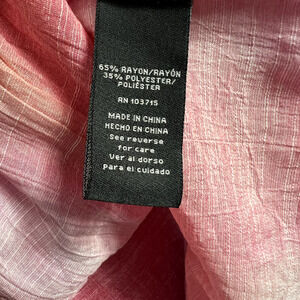 65% RAYON/RAYÓN
35% POLYESTER/
POLIÉSTER
RN 103715
MADE IN CHINA
HECHO EN CHINA
See reverse
for care
Ver al dorso
para el cuidado